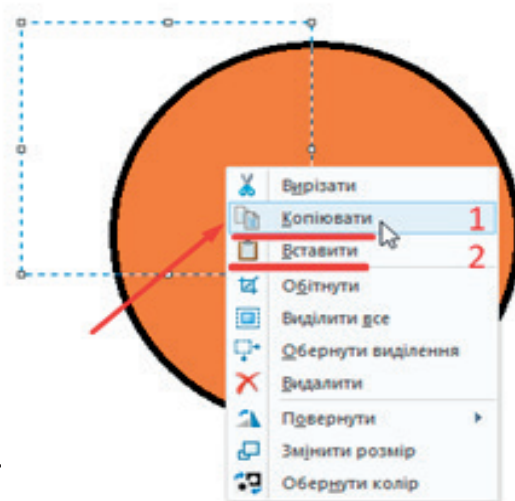 Вирізати
Копіювати 1
Вставити 2
Обітнути
Виділити все
Обернути виділення
Видалити
Повернути
Змінити розмір
Обернути колір